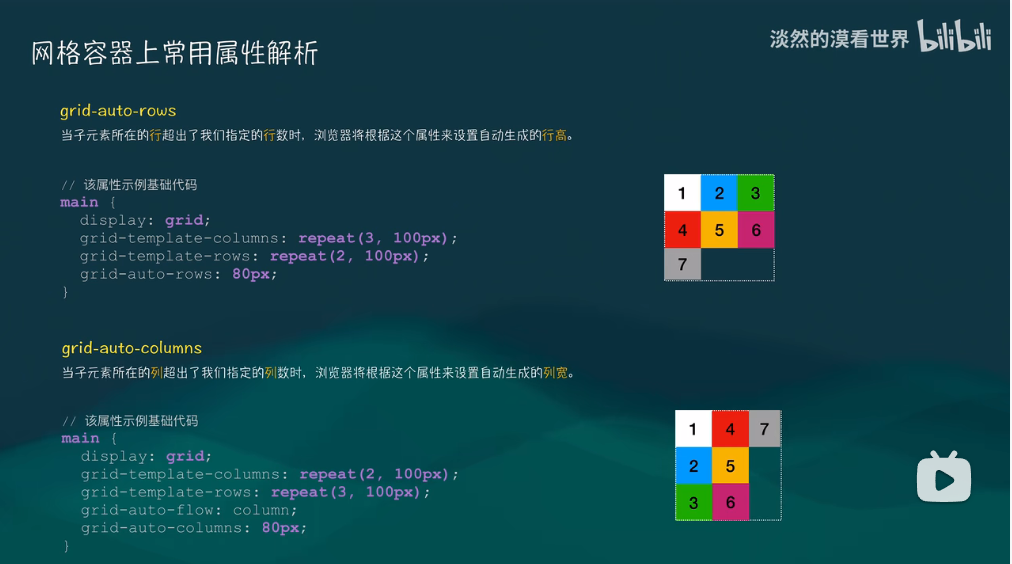 淡然的漠看世界 bilibili
网格容器上常用属性解析
grid-auto-rows
当子元素所在的行超出了我们指定的行数时，浏览器将根据这个属性来设置自动生成的行高。
// 该属性示例基础代码
main {
display: grid;
grid-template-columns: repeat(3, 100px);
grid-template-rows: repeat(2, 100px);
grid-auto-rows: 80px;
}
1 2 3
4 5 6
7
grid-auto-columns
当子元素所在的列超出了我们指定的列数时，浏览器将根据这个属性来设置自动生成的列宽。
// 该属性示例基础代码
main {
display: grid;
grid-template-columns: repeat(2, 100px);
grid-template-rows: repeat(3, 100px);
grid-auto-flow: column;
grid-auto-columns: 80px;
}
1 4 7
2 5
3 6